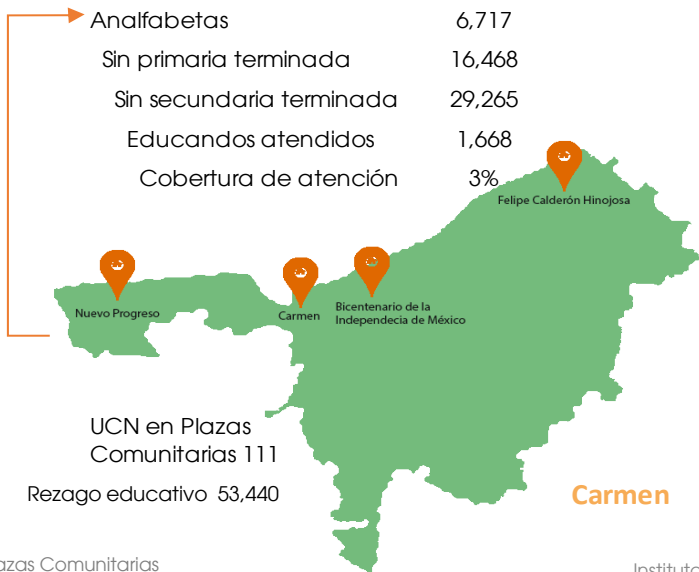 Analfabetas 6,717
Sin primaria terminada 16,468
Sin secundaria terminada 29,265
Educandos atendidos 1,668
Cobertura de atención 3%
Felipe Calderón Hinojosa
Nuevo Progreso
Carmen
Bicentenario de la
Independecia de México
UCN en Plazas
Comunitarias 111
Rezago educativo 53,440
Carmen
azas Comunitarias
Instituto